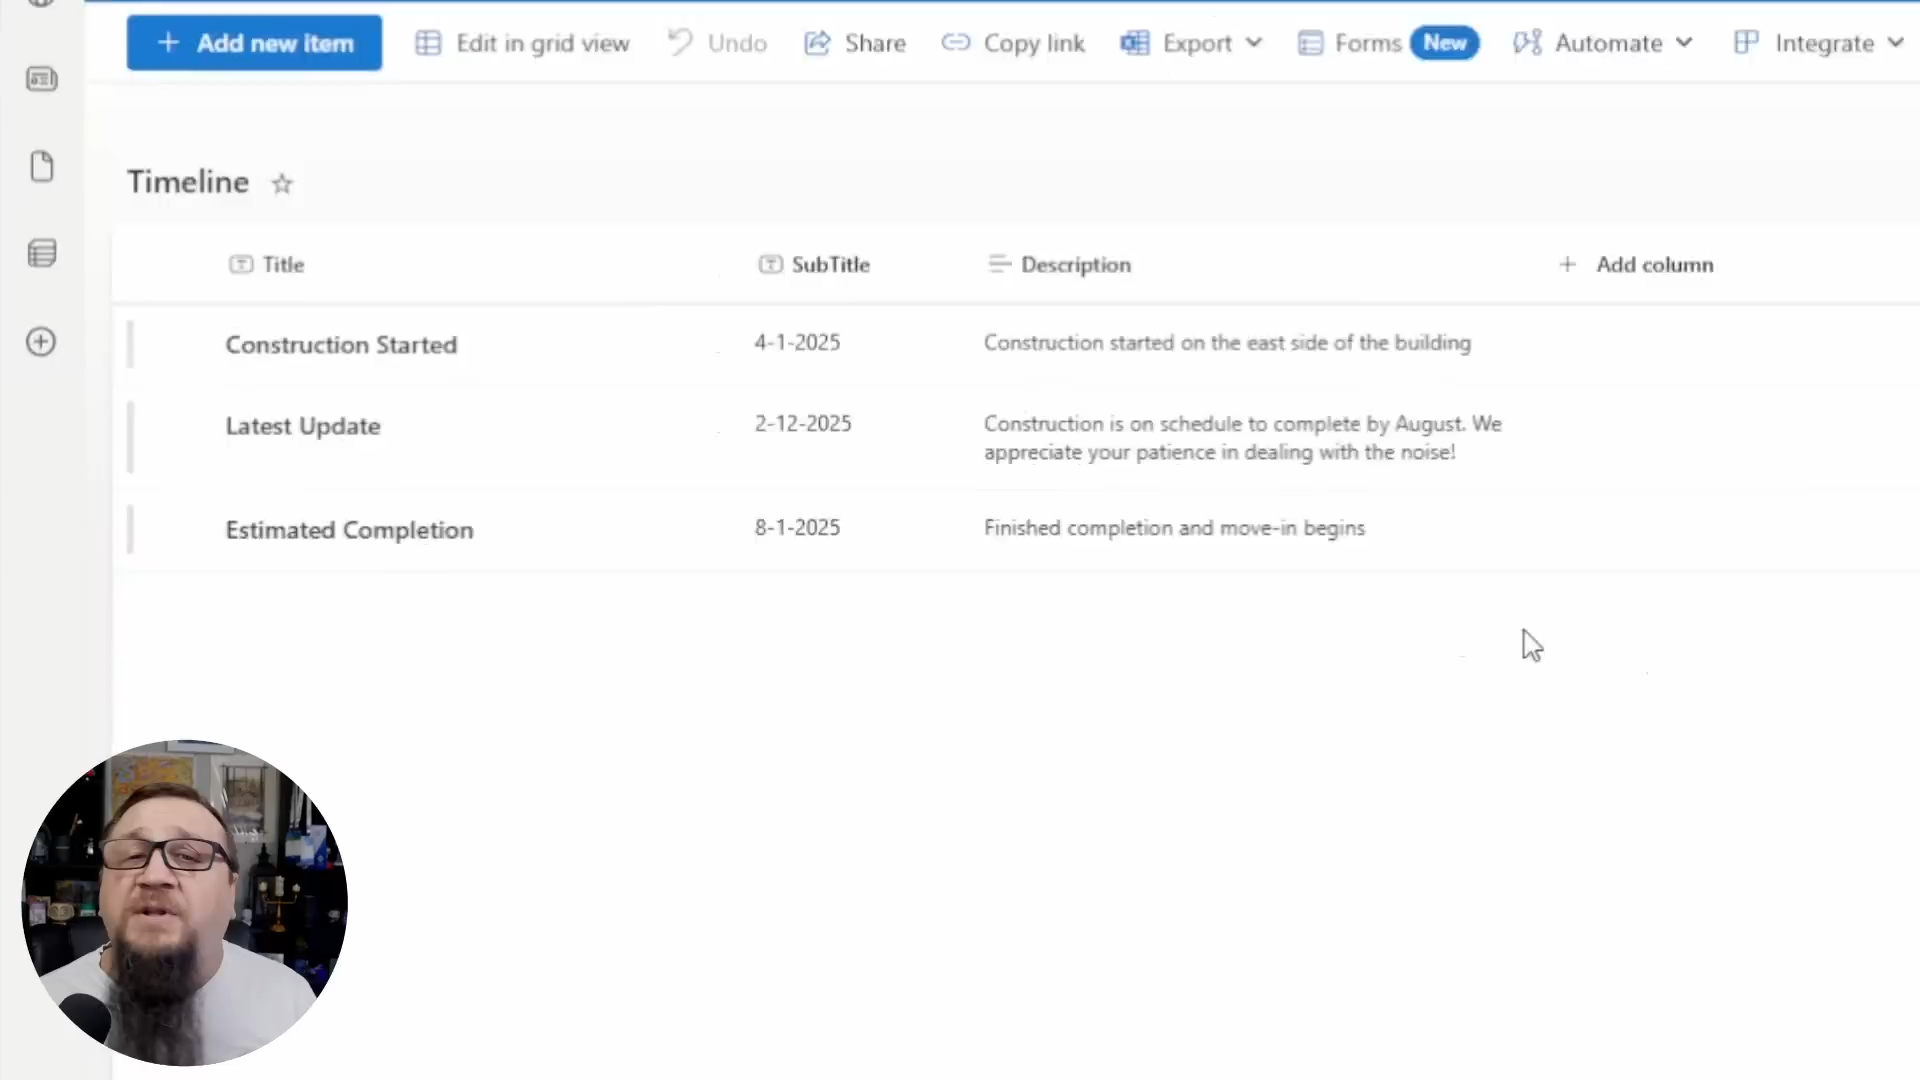 Add new item Edit in grid view Undo Share Copy link Export Forms New Automate Integrate
Timeline
Title SubTitle Description Add column
Construction Started 4-1-2025 Construction started on the east side of the building
Latest Update 2-12-2025 Construction is on schedule to complete by August. We
appreciate your patience in dealing with the noise!
Estimated Completion 8-1-2025 Finished completion and move-in begins